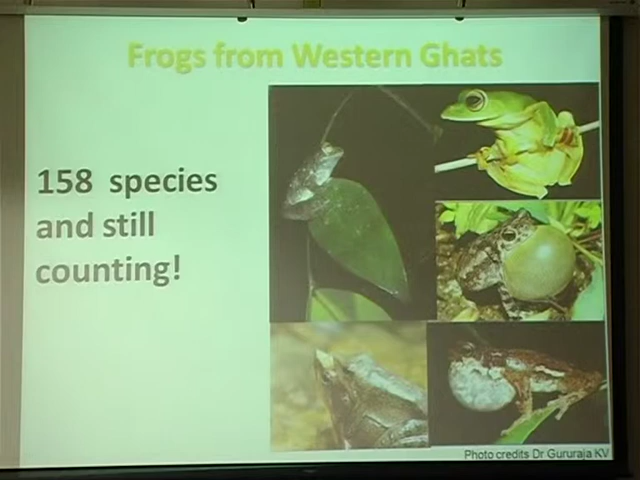 Frogs from Western Ghats
158 species
and still
counting!
Photo credits Dr Gururaja KV